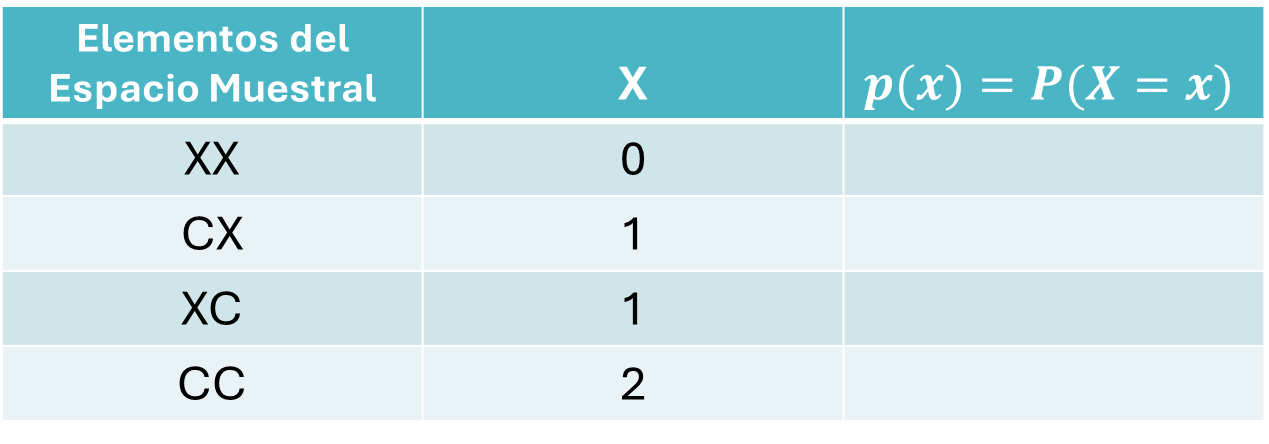 Elementos del
Espacio Muestral
X
p(x) = P(X = x)
XX
0
CX
1
XC
1
CC
2